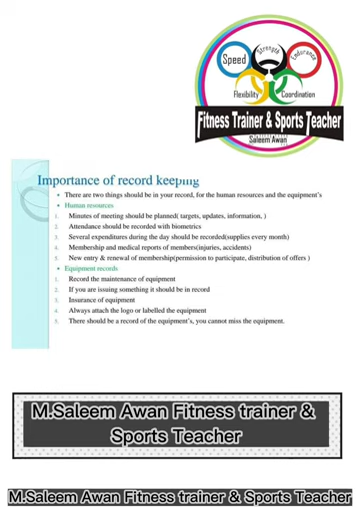 Speed
Strength
Endurance
Flexibility
Coordination
Fitness Trainer & Sports Teacher
Saleem Awan
Importance of record keeping
There are two things should be in your record, for the human resources and the equipment's
Human resources
1. Minutes of meeting should be planned( targets, updates, information, )
2. Attendance should be recorded with biometrics
3. Several expenditures during the day should be recorded(supplies every month)
4. Membership and medical reports of members(injuries, accidents)
5. New entry & renewal of membership(permission to participate, distribution of offers )
Equipment records
1. Record the maintenance of equipment
2. If you are issuing something it should be in record
3. Insurance of equipment
4. Always attach the logo or labelled the equipment
5. There should be a record of the equipment's, you cannot miss the equipment.
M.Saleem Awan Fitness trainer &
Sports Teacher
M.Saleem Awan Fitness trainer & Sports Teacher